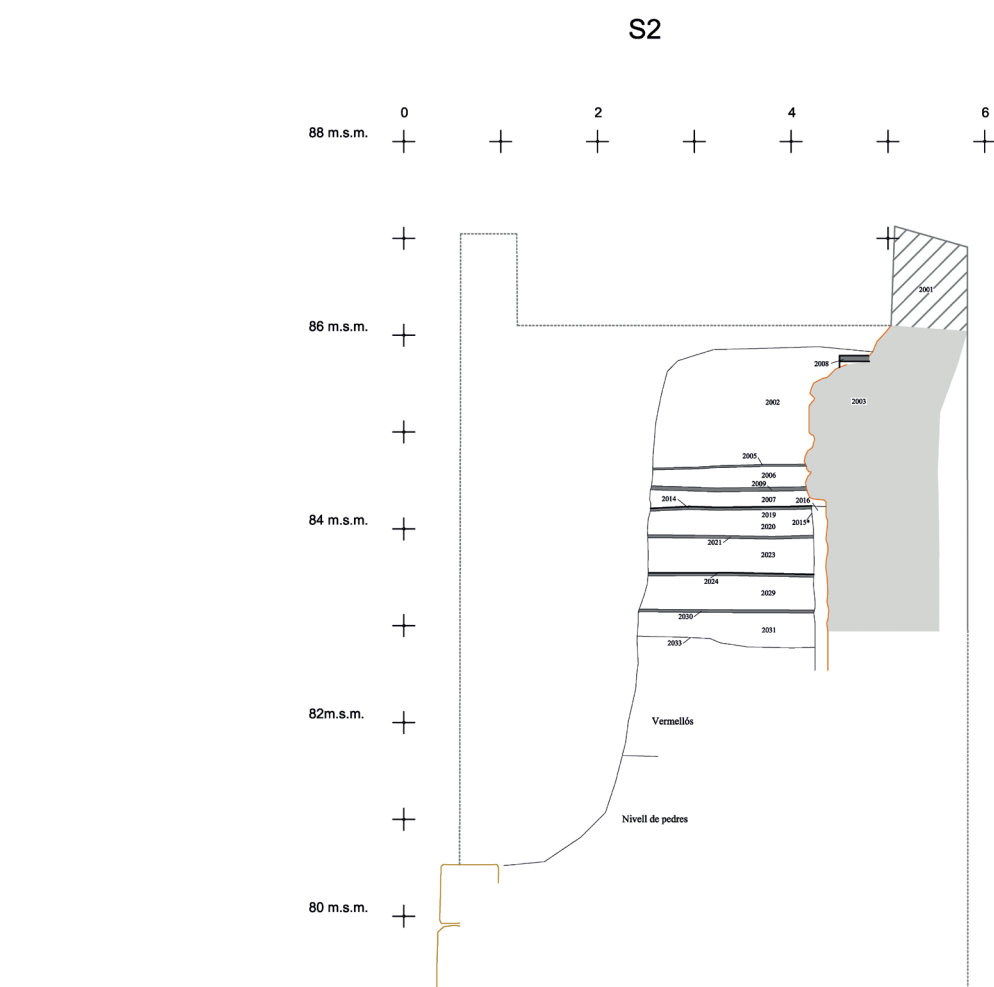 S2
0 2 4 6
88 m.s.m.
2001
86 m.s.m.
2008
2002 2003
2005
2006
2009
2014 2007 2016
2019
84 m.s.m. 2020 2015*
2021
2023
2024
2029
2030
2031
2033
82m.s.m. Vermellós
Nivell de pedres
80 m.s.m.